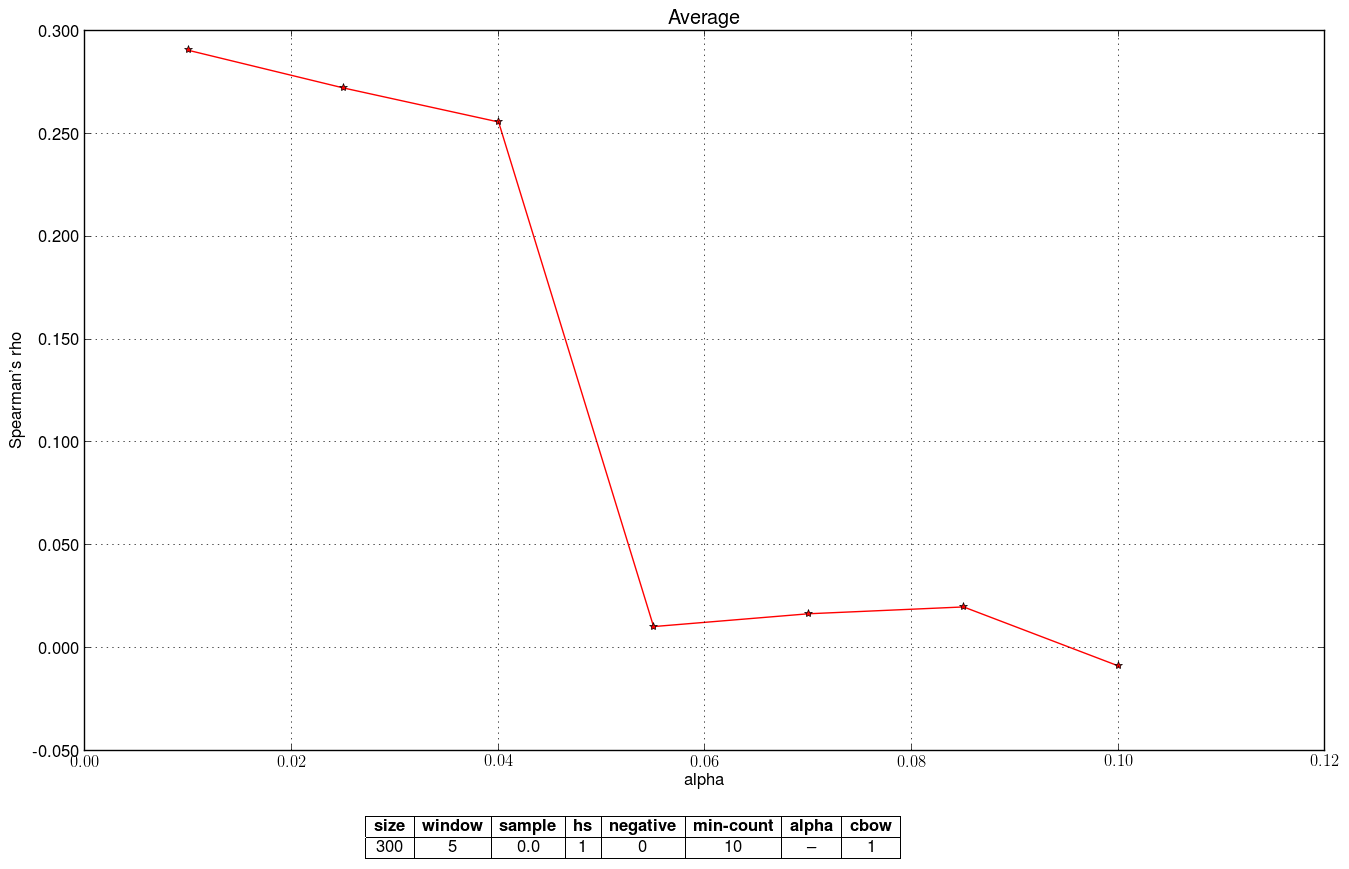 Average
0.300
0.250
0.200
0.150
0.100
0.050
0.000
-0.050
Spearman's rho
0.00 0.02 0.04 0.06 0.08 0.10 0.12
alpha
size window sample hs negative min-count alpha cbow
300 5 0.0 1 0 10 – 1